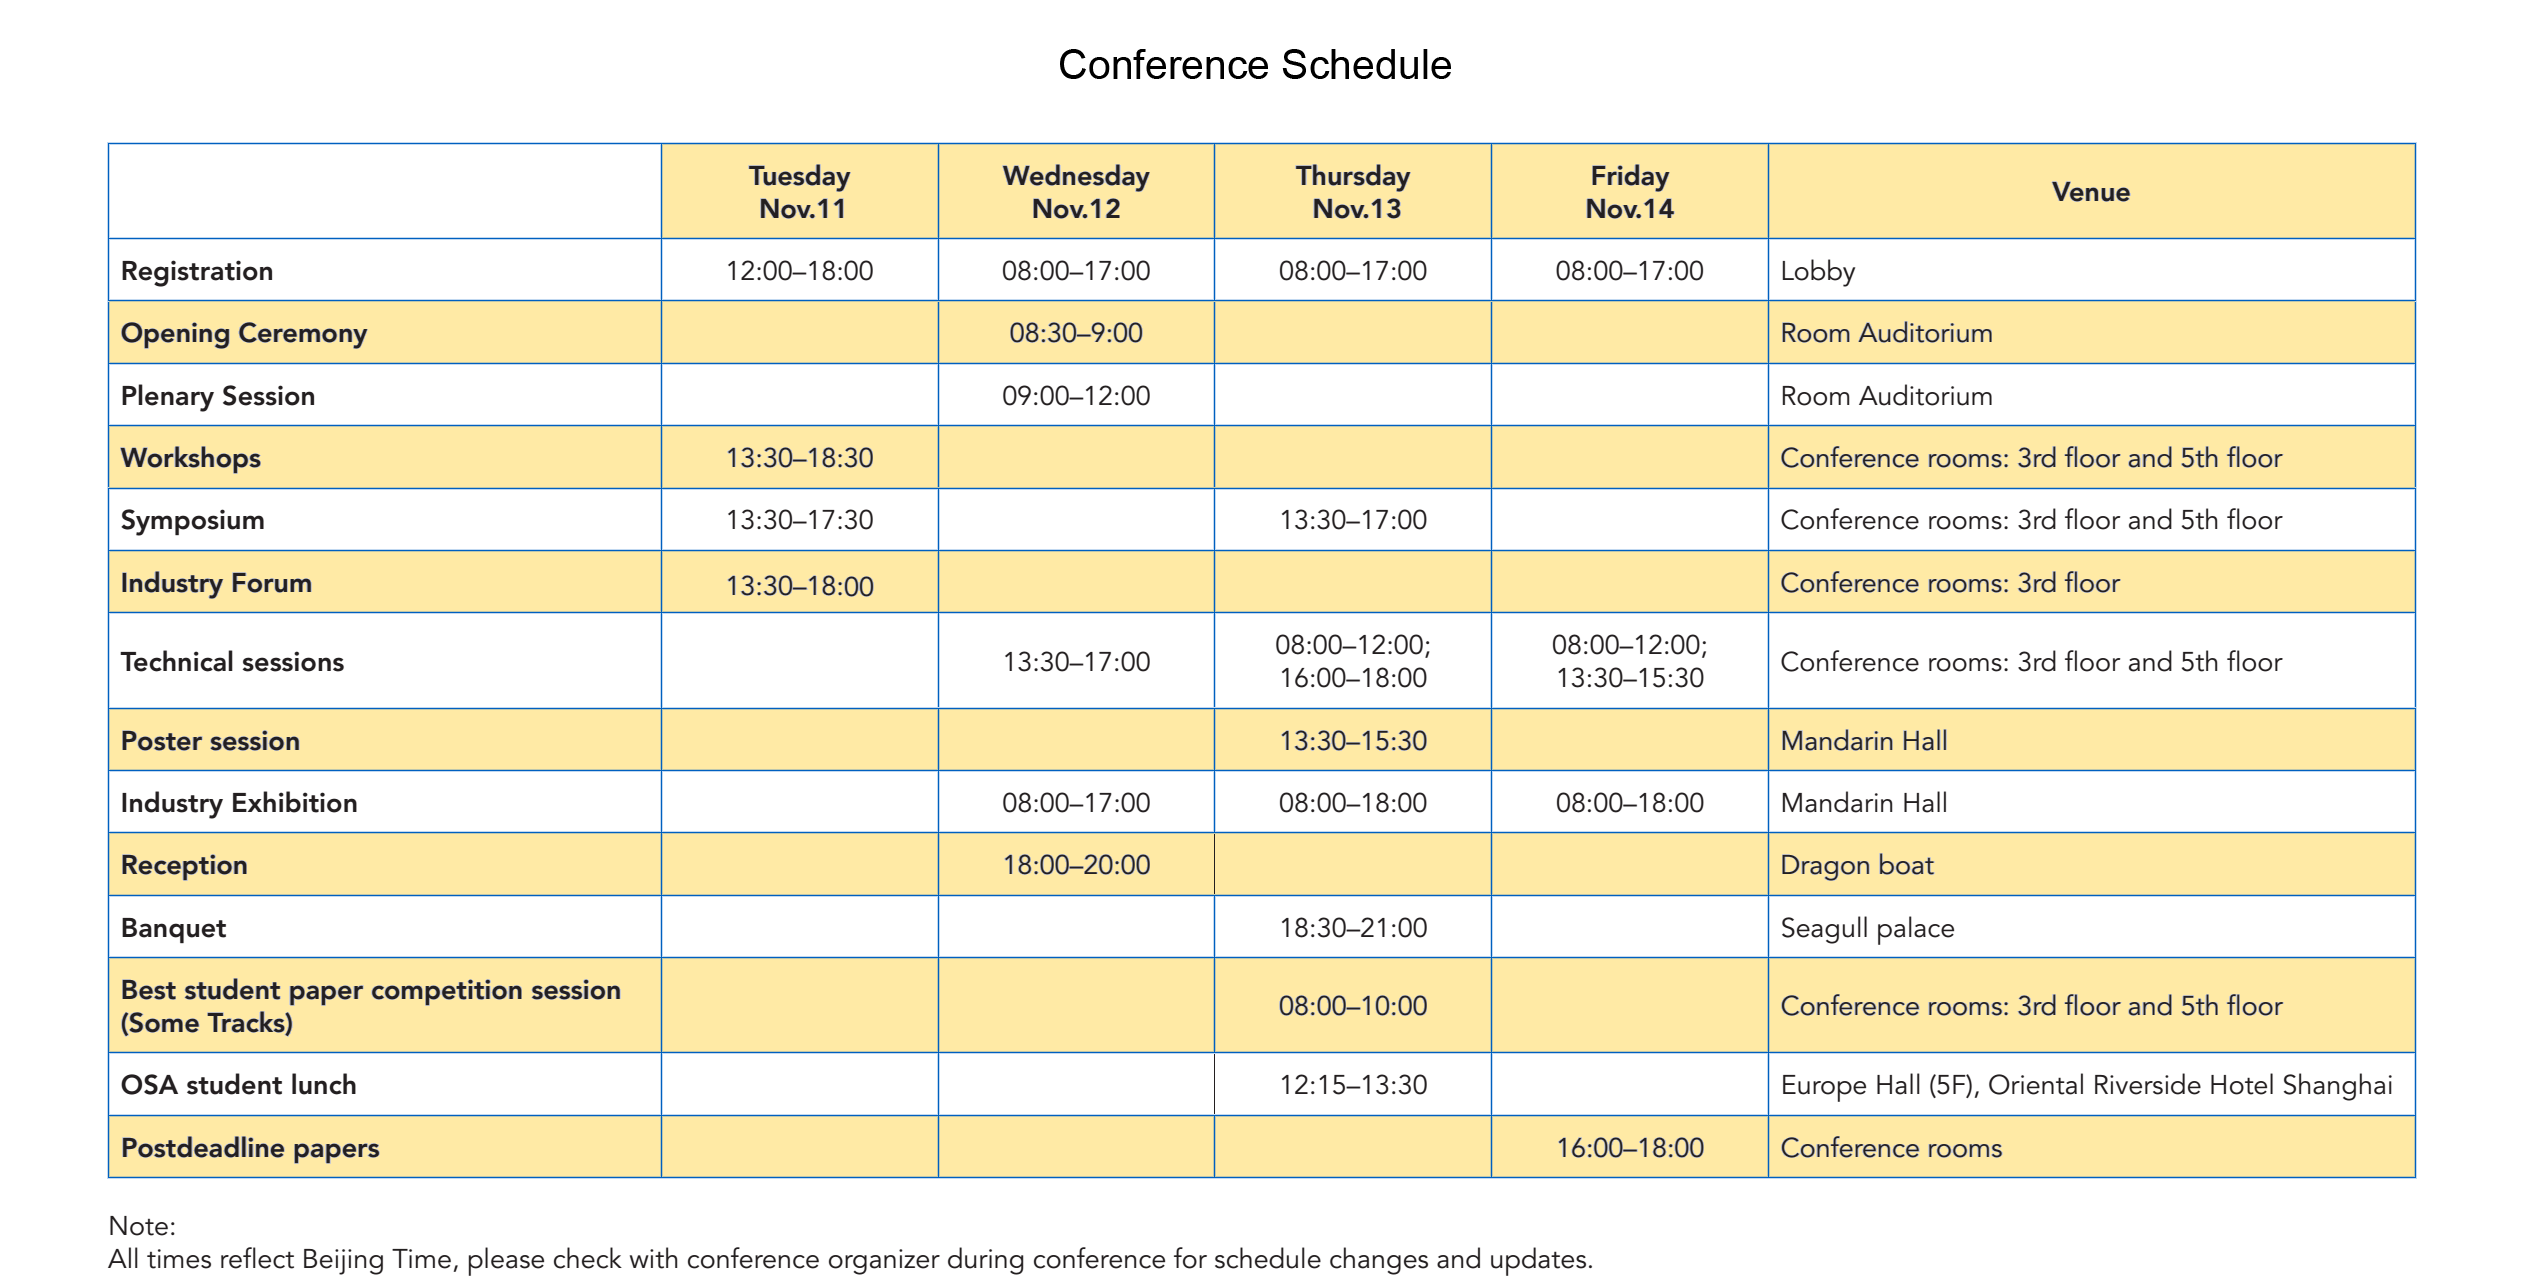 Conference Schedule
Tuesday Nov.11 Wednesday Nov.12 Thursday Nov.13 Friday Nov.14 Venue
Registration 12:00–18:00 08:00–17:00 08:00–17:00 08:00–17:00 Lobby
Opening Ceremony 08:30–9:00 Room Auditorium
Plenary Session 09:00–12:00 Room Auditorium
Workshops 13:30–18:30 Conference rooms: 3rd floor and 5th floor
Symposium 13:30–17:30 13:30–17:00 Conference rooms: 3rd floor and 5th floor
Industry Forum 13:30–18:00 Conference rooms: 3rd floor
Technical sessions 13:30–17:00 08:00–12:00; 16:00–18:00 08:00–12:00; 13:30–15:30 Conference rooms: 3rd floor and 5th floor
Poster session 13:30–15:30 Mandarin Hall
Industry Exhibition 08:00–17:00 08:00–18:00 08:00–18:00 Mandarin Hall
Reception 18:00–20:00 Dragon boat
Banquet 18:30–21:00 Seagull palace
Best student paper competition session (Some Tracks) 08:00–10:00 Conference rooms: 3rd floor and 5th floor
OSA student lunch 12:15–13:30 Europe Hall (5F), Oriental Riverside Hotel Shanghai
Postdeadline papers 16:00–18:00 Conference rooms
Note:
All times reflect Beijing Time, please check with conference organizer during conference for schedule changes and updates.